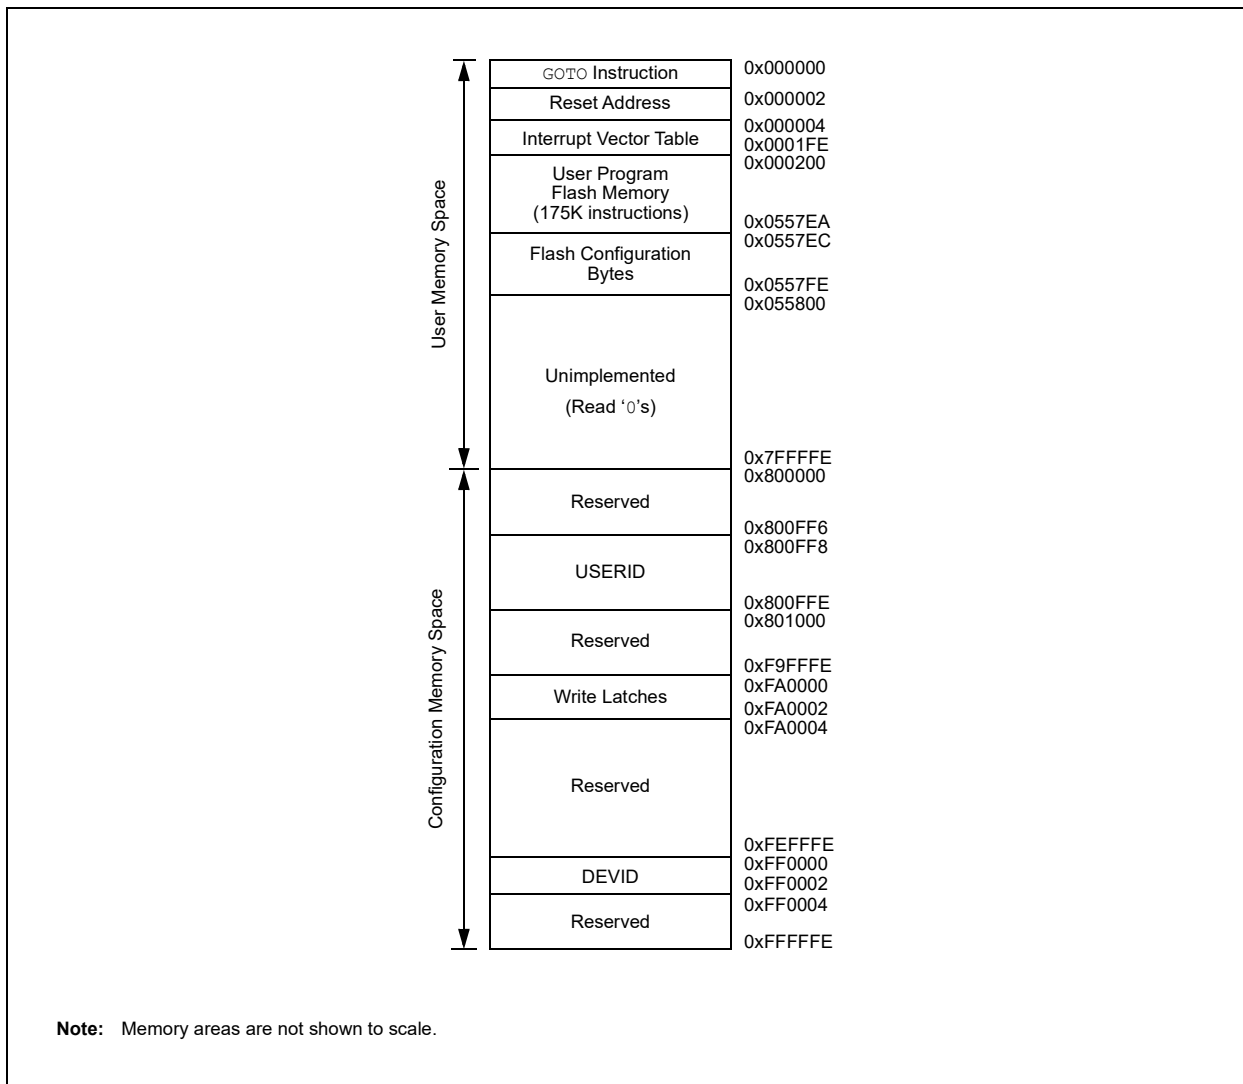 GOTO Instruction
0x000000
Reset Address
0x000002
Interrupt Vector Table
0x000004
0x0001FE
User Program
Flash Memory
(175K instructions)
0x000200
0x0557EA
Flash Configuration
Bytes
0x0557EC
0x0557FE
Unimplemented
(Read ‘0’s)
0x055800
0x7FFFFE
User Memory Space
Reserved
0x800000
0x800FF6
USERID
0x800FF8
0x800FFE
Reserved
0x801000
0xF9FFFE
Write Latches
0xFA0000
0xFA0002
Reserved
0xFA0004
0xFEFFFE
DEVID
0xFF0000
0xFF0002
Reserved
0xFF0004
0xFFFFFE
Configuration Memory Space
Note: Memory areas are not shown to scale.